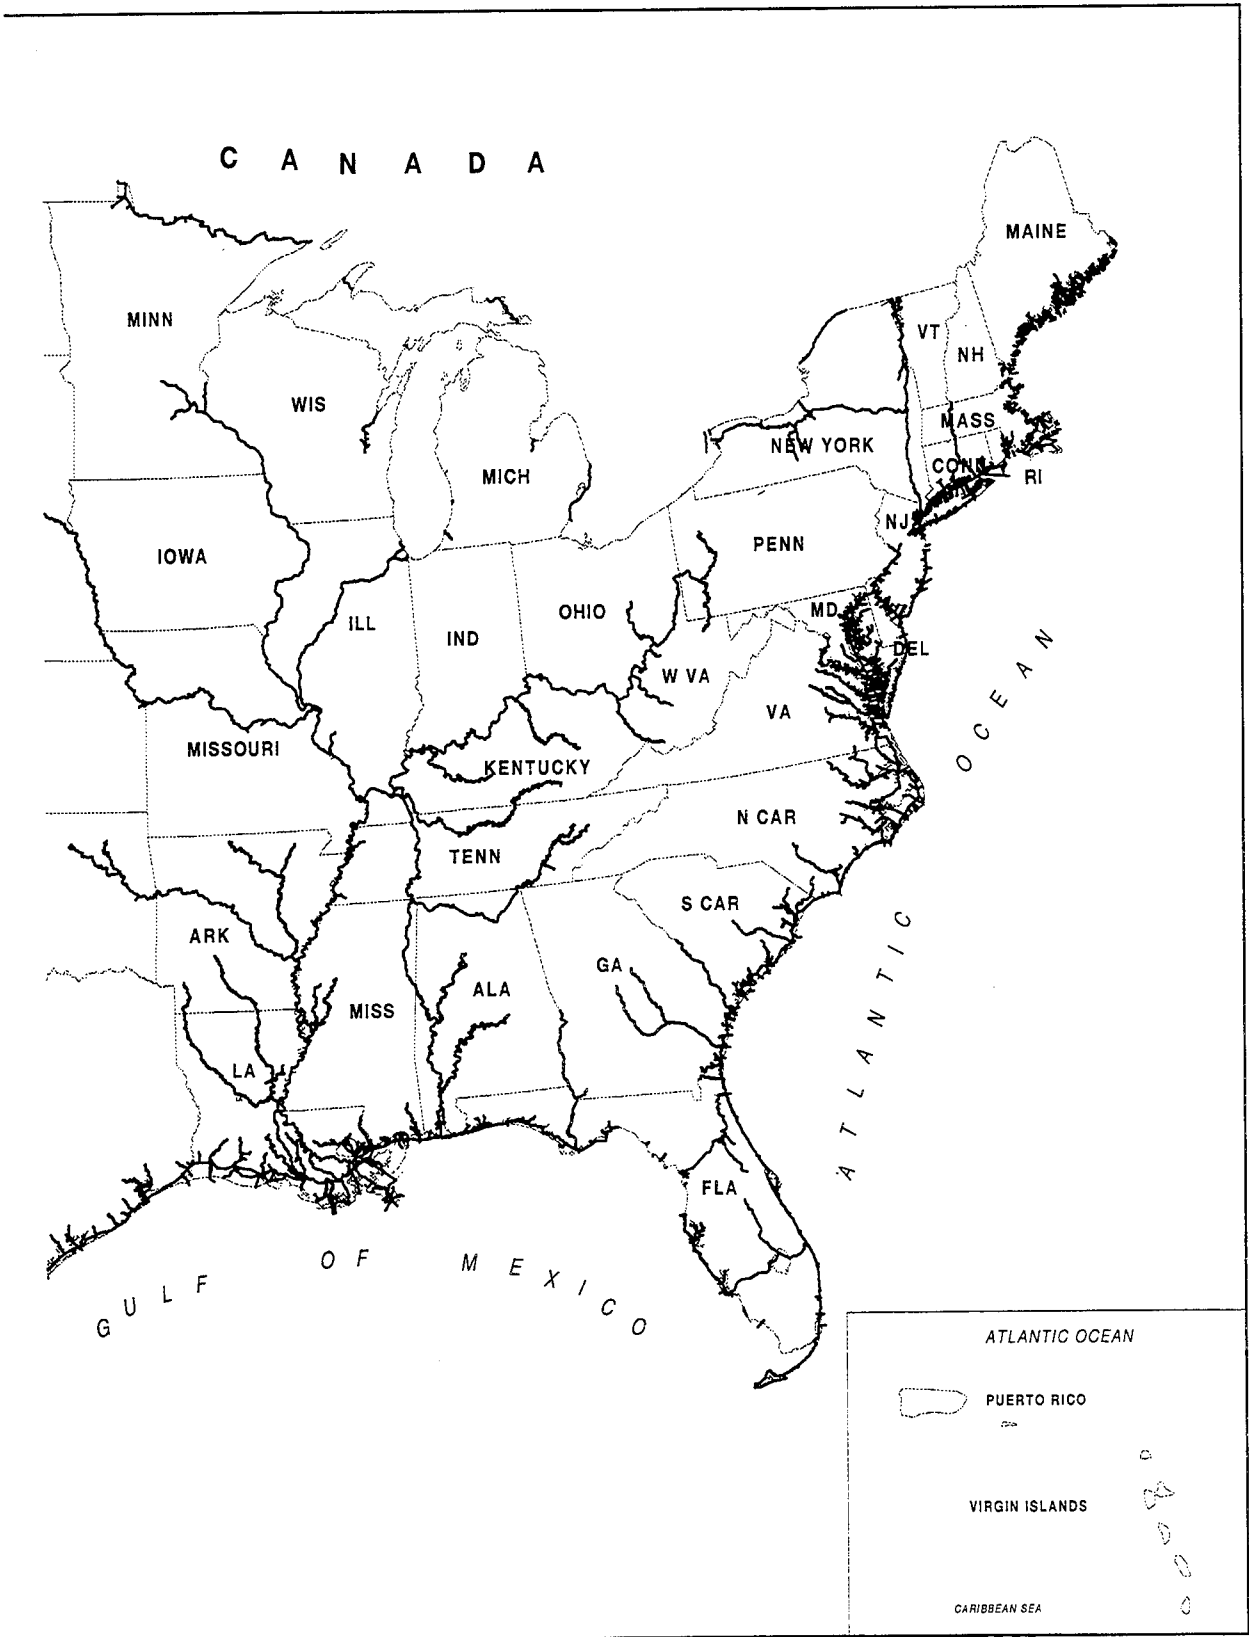 CANADA
MAINE
MINN
VT
NH
WIS
MASS
NEW YORK
CONN
MICH
RI
NJ
PENN
IOWA
MD
OHIO
ILL
IND
DEL
W VA
VA
MISSOURI
KENTUCKY
N CAR
TENN
S CAR
ARK
GA
ALA
MISS
LA
FLA
ATLANTIC OCEAN
GULF OF MEXICO
ATLANTIC OCEAN
PUERTO RICO
VIRGIN ISLANDS
CARIBBEAN SEA